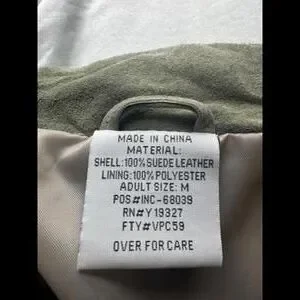 MADE IN CHINA
MATERIAL:
SHELL:100% SUEDE LEATHER
LINING:100% POLYESTER
ADULT SIZE: M
POS#INC-68039
RN#Y19327
FTY#VPC59
OVER FOR CARE